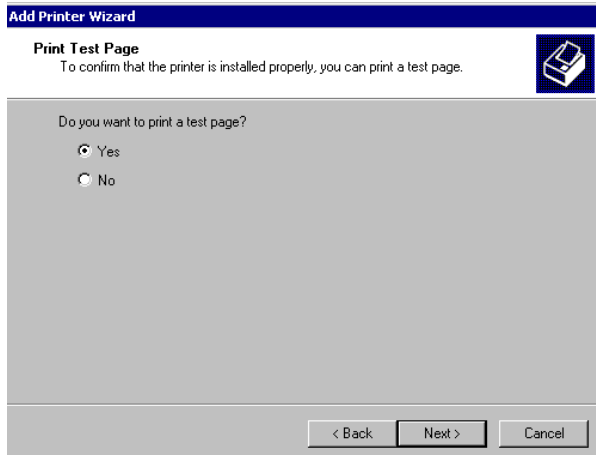 Add Printer Wizard
Print Test Page
To confirm that the printer is installed properly, you can print a test page.
Do you want to print a test page?
Yes
No
< Back
Next >
Cancel